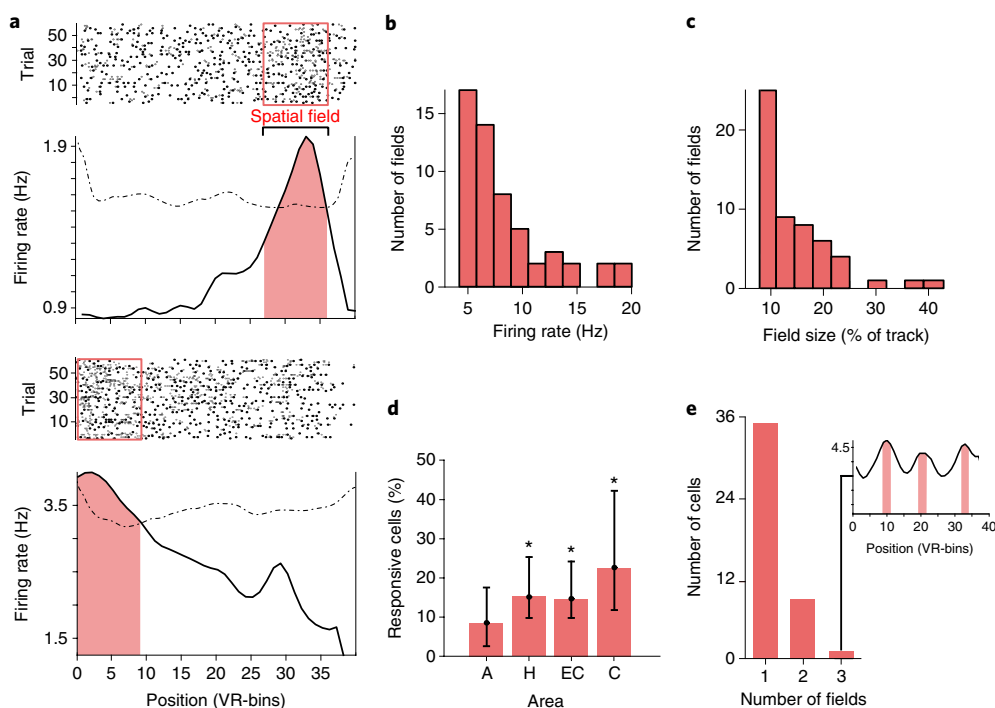 a
50
30
10
Trial
Spatial field
1.9
0.9
Firing rate (Hz)
50
30
10
Trial
3.5
1.5
Firing rate (Hz)
0 5 10 15 20 25 30 35
Position (VR-bins)
b
15
10
5
0
Number of fields
5 10 15 20
Firing rate (Hz)
c
20
10
0
Number of fields
10 20 30 40
Field size (% of track)
d
50
40
30
20
10
0
Responsive cells (%)
* * *
A H EC C
Area
e
36
24
12
0
Number of cells
1 2 3
Number of fields
4.5
0 10 20 30 40
Position (VR-bins)